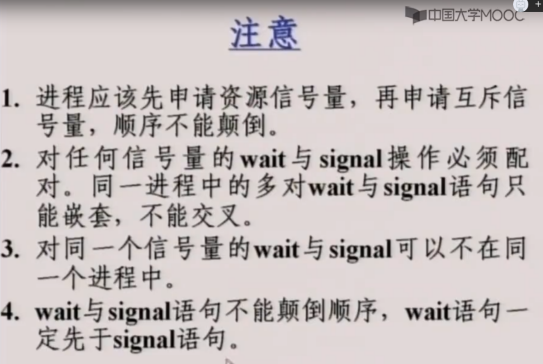 中国大学MOOC
注意
1. 进程应该先申请资源信号量，再申请互斥信
号量，顺序不能颠倒。
2. 对任何信号量的wait与signal操作必须配
对。同一进程中的多对wait与signal语句只
能嵌套，不能交叉。
3. 对同一个信号量的wait与signal可以不在同
一个进程中。
4. wait与signal语句不能颠倒顺序，wait语句一
定先于signal语句。